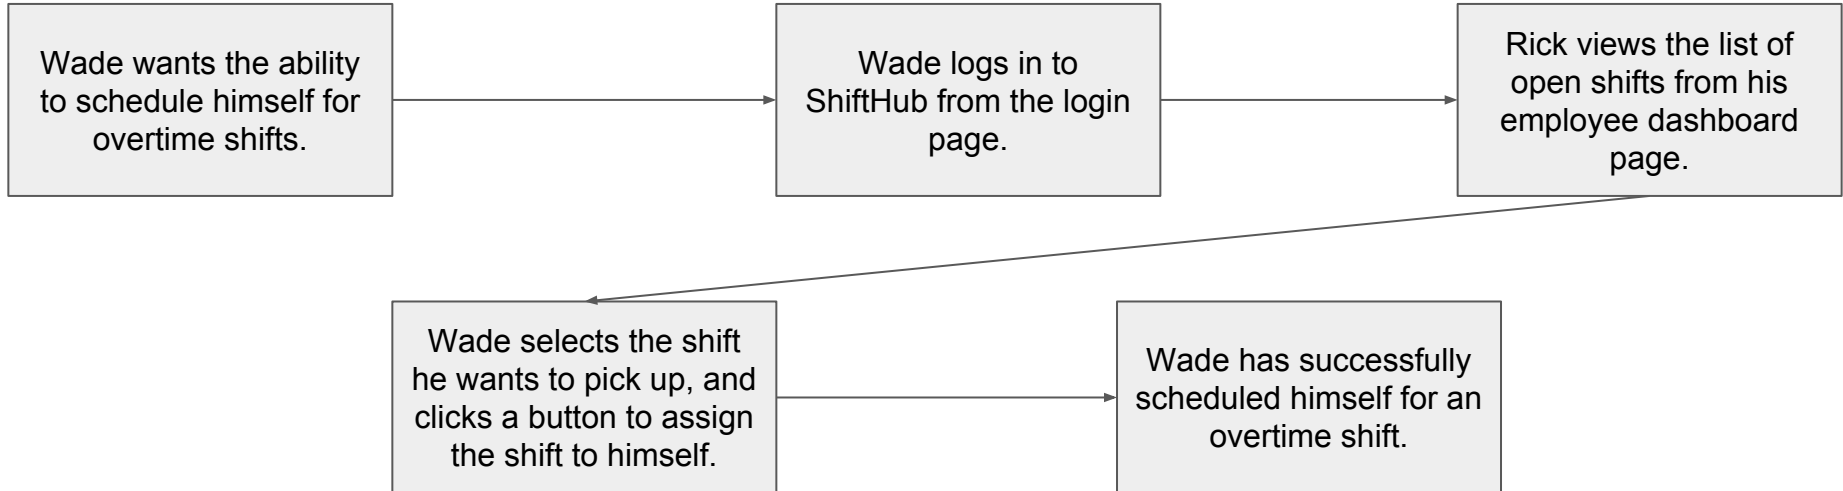 Wade wants the ability
to schedule himself for
overtime shifts.
Wade logs in to
ShiftHub from the login
page.
Rick views the list of
open shifts from his
employee dashboard
page.
Wade selects the shift
he wants to pick up, and
clicks a button to assign
the shift to himself.
Wade has successfully
scheduled himself for an
overtime shift.